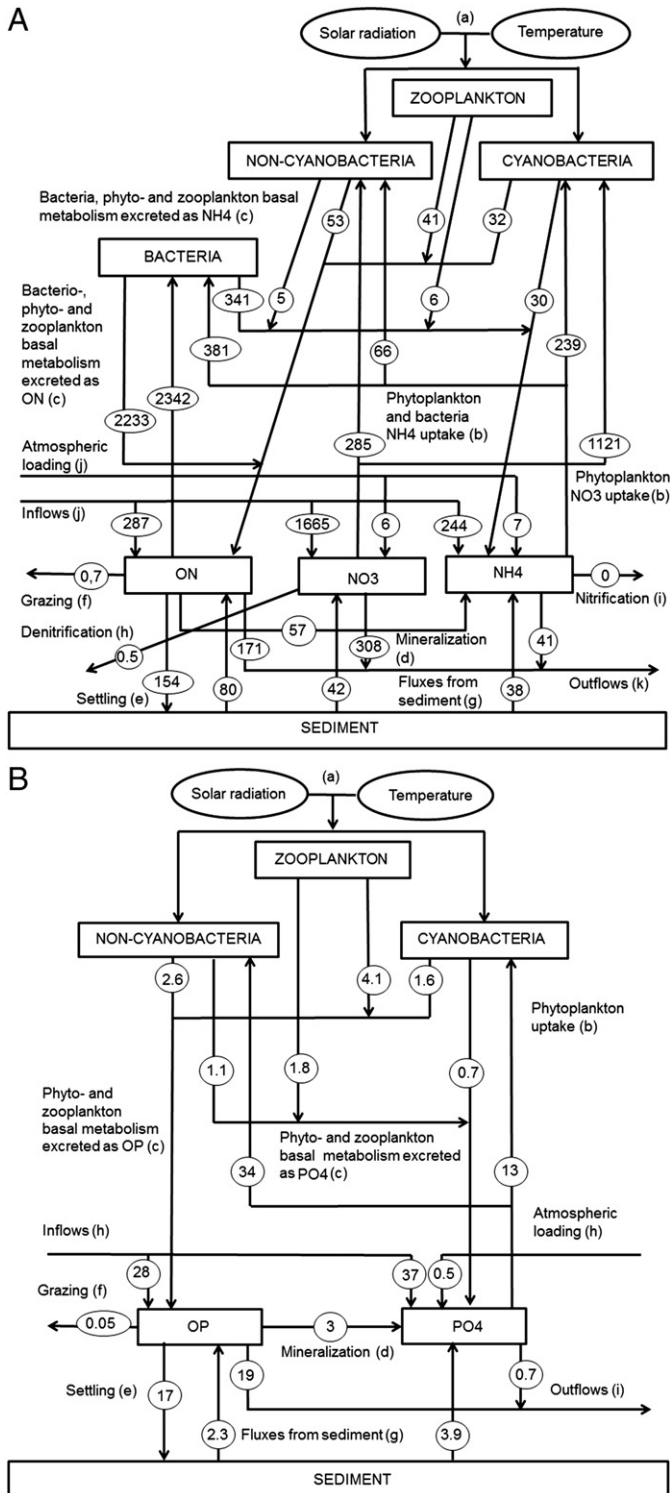 A
(a)
Solar radiation
Temperature
ZOOPLANKTON
NON-CYANOBACTERIA
CYANOBACTERIA
Bacteria, phyto- and zooplankton basal
metabolism excreted as NH4 (c)
53
41
32
BACTERIA
Bacterio-,
phyto- and
zooplankton
basal
metabolism
excreted as
ON (c)
341
5
6
30
381
66
239
2342
Phytoplankton
and bacteria
NH4 uptake (b)
2233
285
1121
Atmospheric
loading (j)
Phytoplankton
NO3 uptake(b)
Inflows (j)
287
1665
6
244
7
0,7
ON
NO3
NH4
0
Grazing (f)
Nitrification (i)
Denitrification (h)
57
Mineralization
(d)
0.5
171
308
41
154
80
42
Fluxes from
sediment (g)
38
Outflows (k)
Settling (e)
SEDIMENT
B
(a)
Solar radiation
Temperature
ZOOPLANKTON
NON-CYANOBACTERIA
CYANOBACTERIA
2.6
4.1
1.6
Phytoplankton
uptake (b)
1.1
1.8
0.7
Phyto- and
zooplankton
basal metabolism
excreted as OP (c)
Phyto- and zooplankton
basal metabolism excreted
as PO4 (c)
34
13
Inflows (h)
Atmospheric
loading (h)
28
37
0.5
Grazing (f)
0.05
OP
3
PO4
Mineralization (d)
Settling (e)
17
19
0.7
Outflows (i)
2.3
Fluxes from sediment (g)
3.9
SEDIMENT